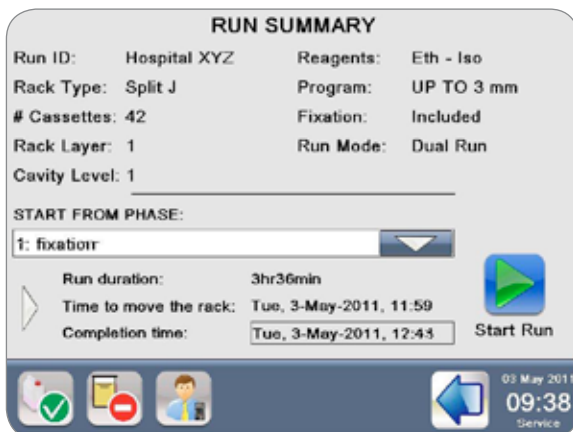 RUN SUMMARY
Run ID: Hospital XYZ Reagents: Eth - Iso
Rack Type: Split J Program: UP TO 3 mm
# Cassettes: 42 Fixation: Included
Rack Layer: 1 Run Mode: Dual Run
Cavity Level: 1
START FROM PHASE:
1: fixation
Run duration: 3hr36min
Time to move the rack: Tue, 3-May-2011, 11:59
Completion time: Tue, 3-May-2011, 12:43
Start Run
03 May 2011
09:38
Service